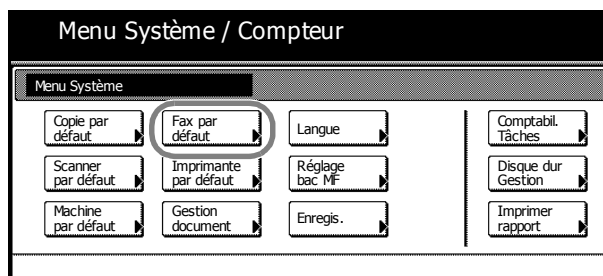 Menu Système / Compteur
Menu Système
Copie par
défaut
Fax par
défaut
Langue
Comptabil.
Tâches
Scanner
par défaut
Imprimante
par défaut
Réglage
bac MF
Disque dur
Gestion
Machine
par défaut
Gestion
document
Enregis.
Imprimer
rapport